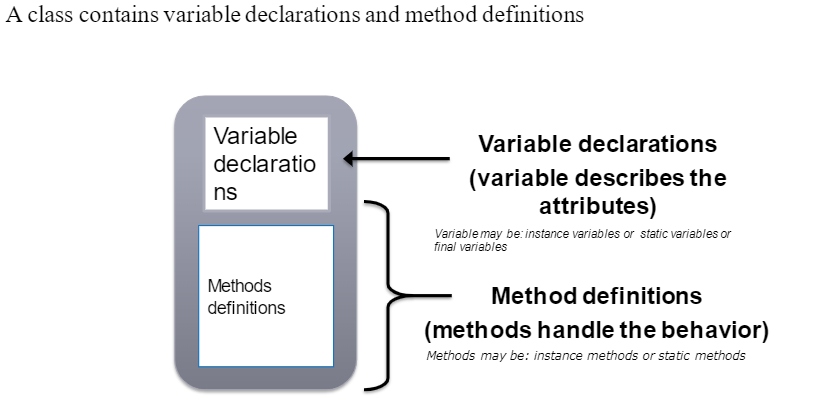 A class contains variable declarations and method definitions
Variable
declaratio
ns
Variable declarations
(variable describes the
attributes)
Variable may be: instance variables or static variables or
final variables
Methods
definitions
Method definitions
(methods handle the behavior)
Methods may be: instance methods or static methods